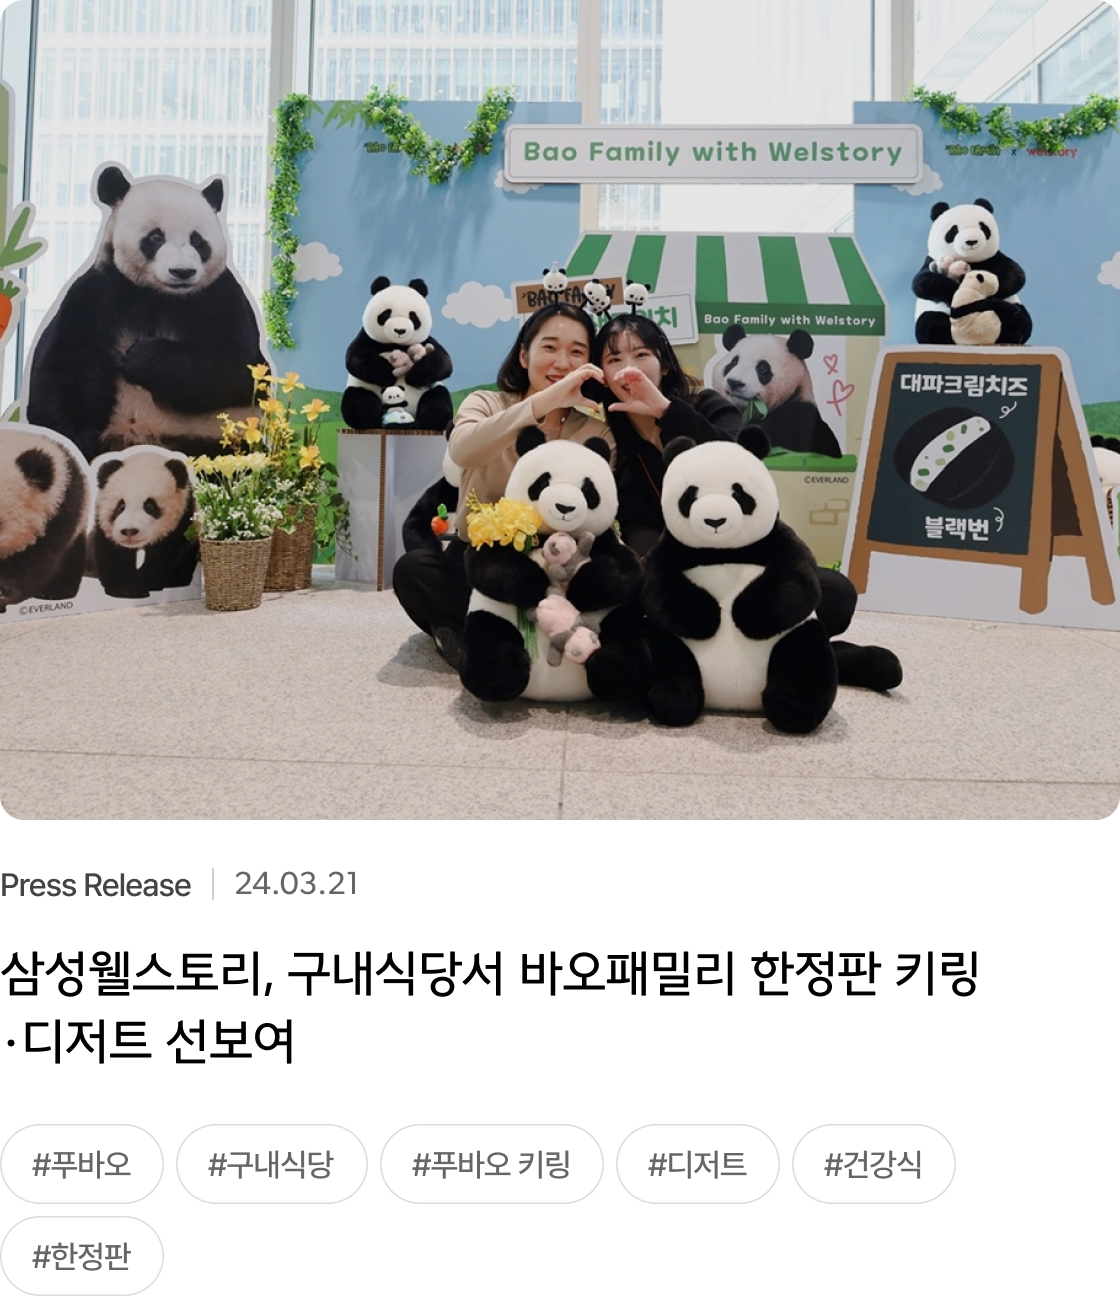 Bao Family with Welstory
'BAO FAMILY
Bao Family with Welstory
대파크림치즈
블랙번
©EVERLAND
©EVERLAND
Press Release
24.03.21
삼성웰스토리, 구내식당서 바오패밀리 한정판 키링
·디저트 선보여
#푸바오
#구내식당
#푸바오 키링
#디저트
#건강식
#한정판